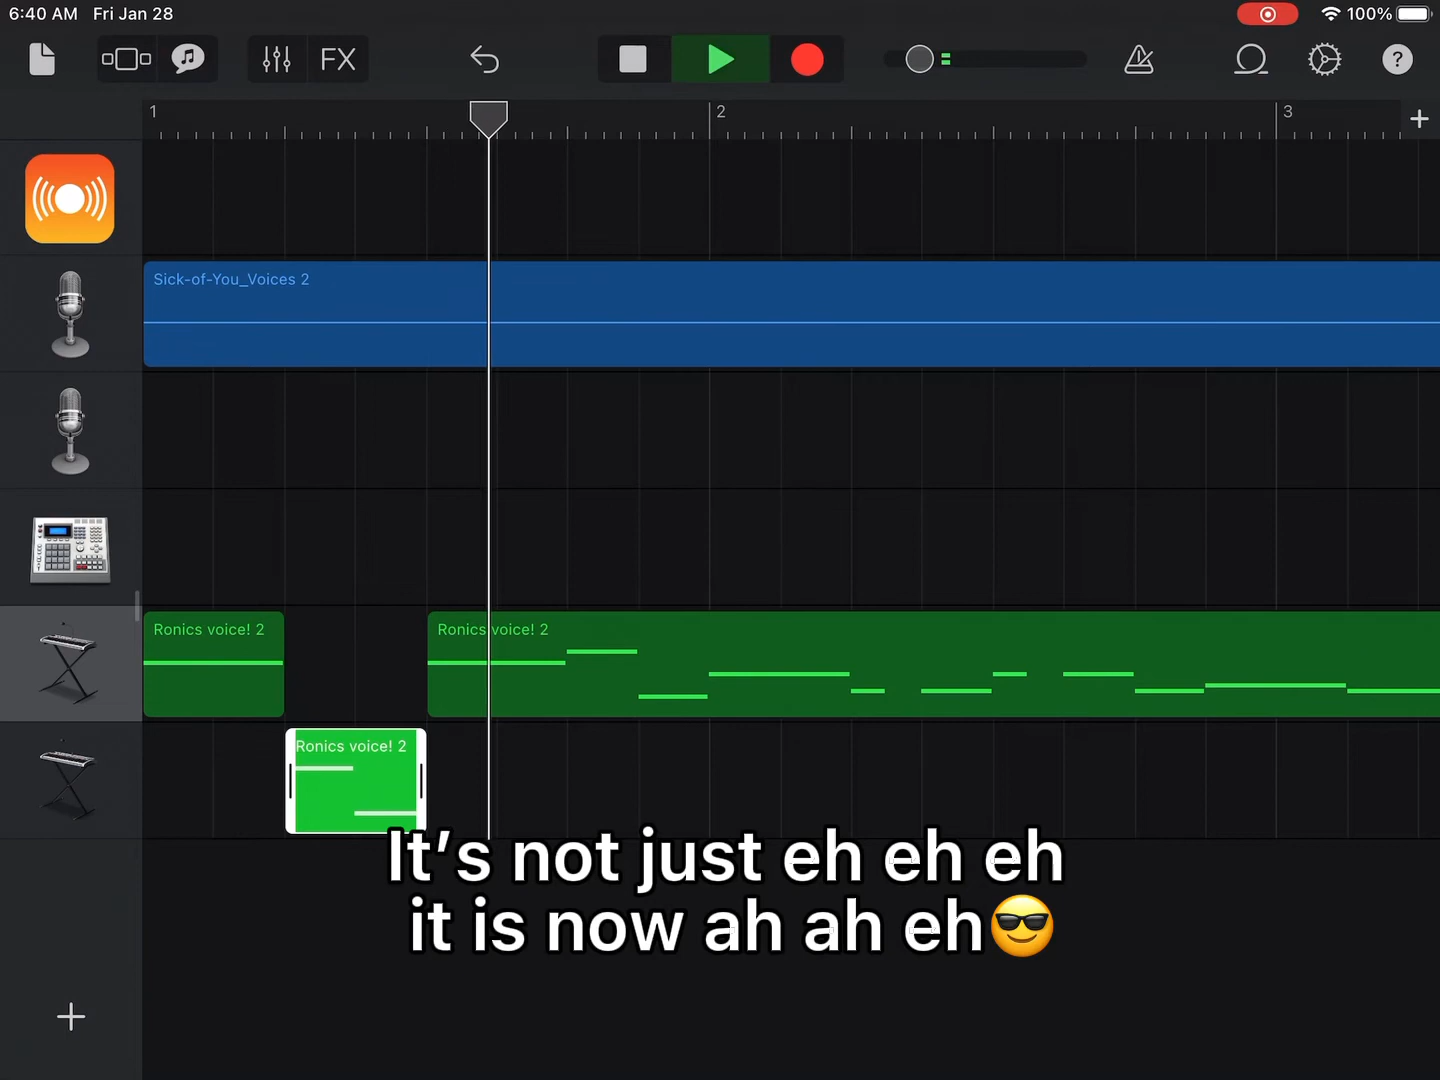 6:40 AM Fri Jan 28
100%
FX
?
1
2
3
Sick-of-You_Voices 2
Ronics voice! 2
Ronics voice! 2
Ronics voice! 2
It’s not just eh eh eh
it is now ah ah eh😎